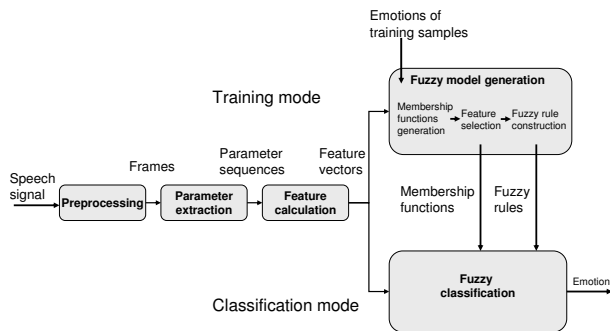 Emotions of
training samples
Fuzzy model generation
Training mode
Membership
functions
generation
Feature
selection
Fuzzy rule
construction
Frames
Parameter
sequences
Feature
vectors
Speech
signal
Preprocessing
Parameter
extraction
Feature
calculation
Membership
functions
Fuzzy
rules
Fuzzy
classification
Emotion
Classification mode